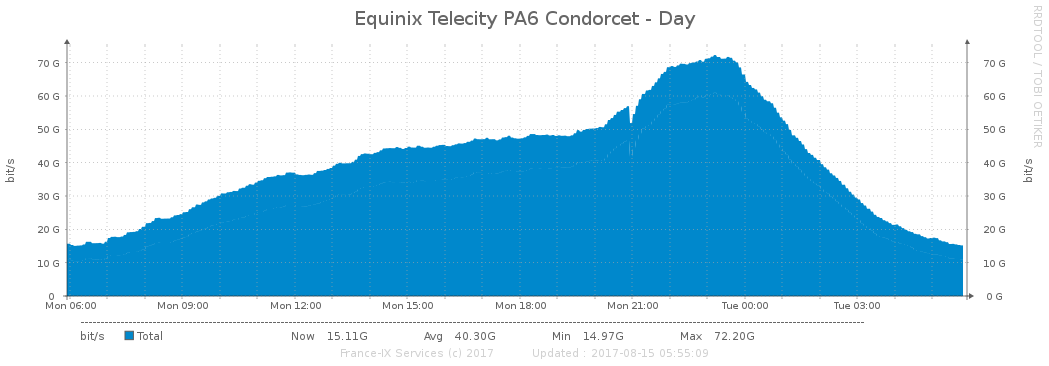 Equinix Telecity PA6 Condorcet - Day
RRDTOOL / TOBI OETIKER
70 G 70 G
60 G 60 G
50 G 50 G
40 G 40 G
30 G 30 G
20 G 20 G
10 G 10 G
0 0 G
bit/s bit/s
Mon 06:00 Mon 09:00 Mon 12:00 Mon 15:00 Mon 18:00 Mon 21:00 Tue 00:00 Tue 03:00
bit/s Total Now 15.11G Avg 40.30G Min 14.97G Max 72.20G
France-IX Services (c) 2017 Updated : 2017-08-15 05:55:09